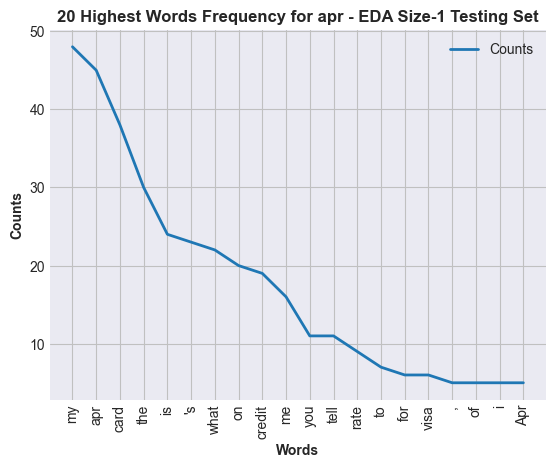 20 Highest Words Frequency for apr - EDA Size-1 Testing Set
Counts
50
40
30
20
10
Counts
my
apr
card
the
is
's
what
on
credit
me
you
tell
rate
to
for
visa
,
of
i
Apr
Words